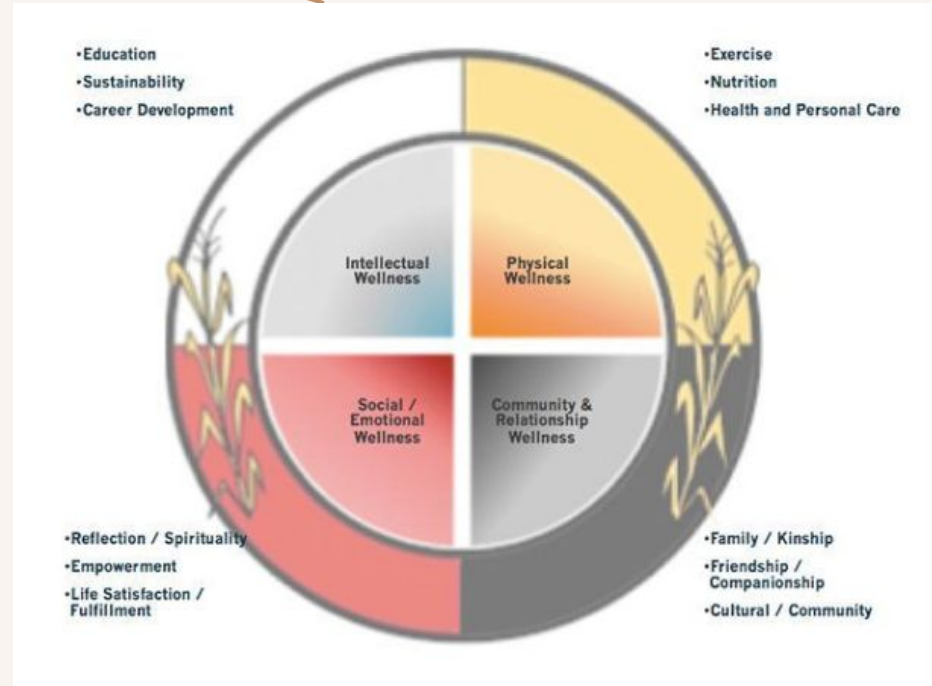 •Education
•Sustainability
•Career Development
•Exercise
•Nutrition
•Health and Personal Care
Intellectual
Wellness
Physical
Wellness
Social /
Emotional
Wellness
Community &
Relationship
Wellness
•Reflection / Spirituality
•Empowerment
•Life Satisfaction /
Fulfillment
•Family / Kinship
•Friendship /
Companionship
•Cultural / Community